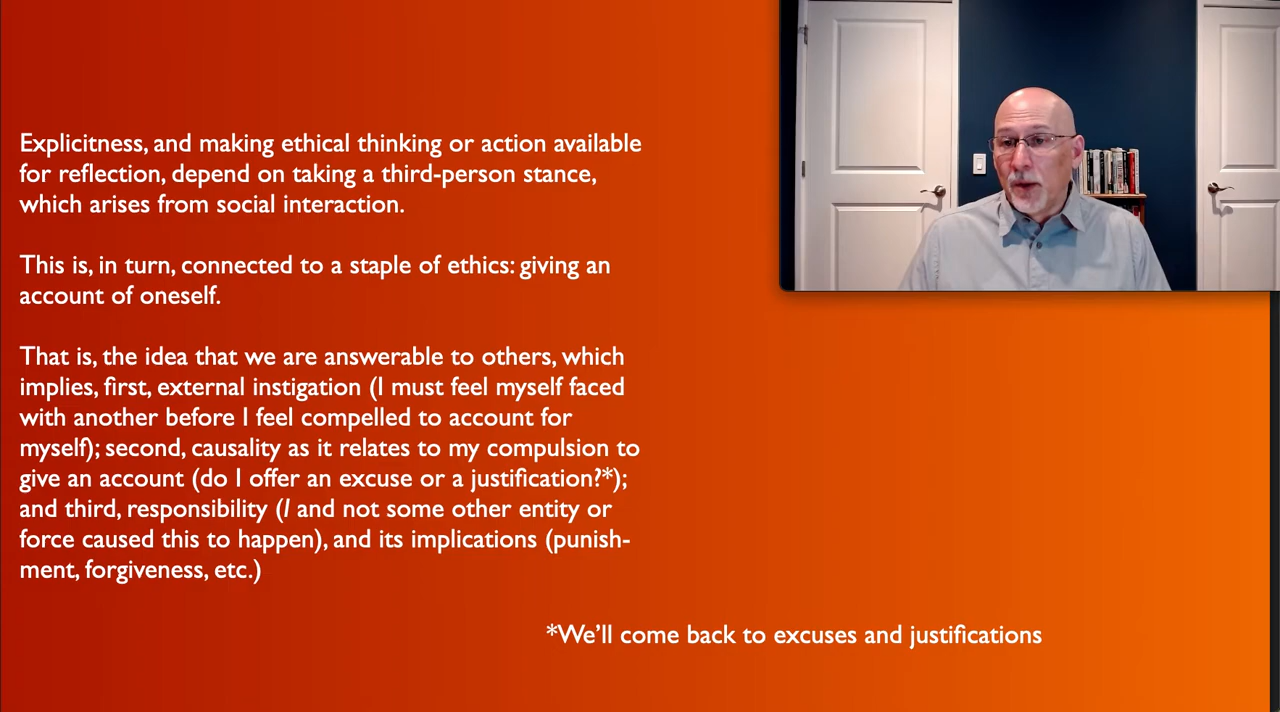 Explicitness, and making ethical thinking or action available
for reflection, depend on taking a third-person stance,
which arises from social interaction.
This is, in turn, connected to a staple of ethics: giving an
account of oneself.
That is, the idea that we are answerable to others, which
implies, first, external instigation (I must feel myself faced
with another before I feel compelled to account for
myself); second, causality as it relates to my compulsion to
give an account (do I offer an excuse or a justification?*);
and third, responsibility (I and not some other entity or
force caused this to happen), and its implications (punish-
ment, forgiveness, etc.)
*We’ll come back to excuses and justifications